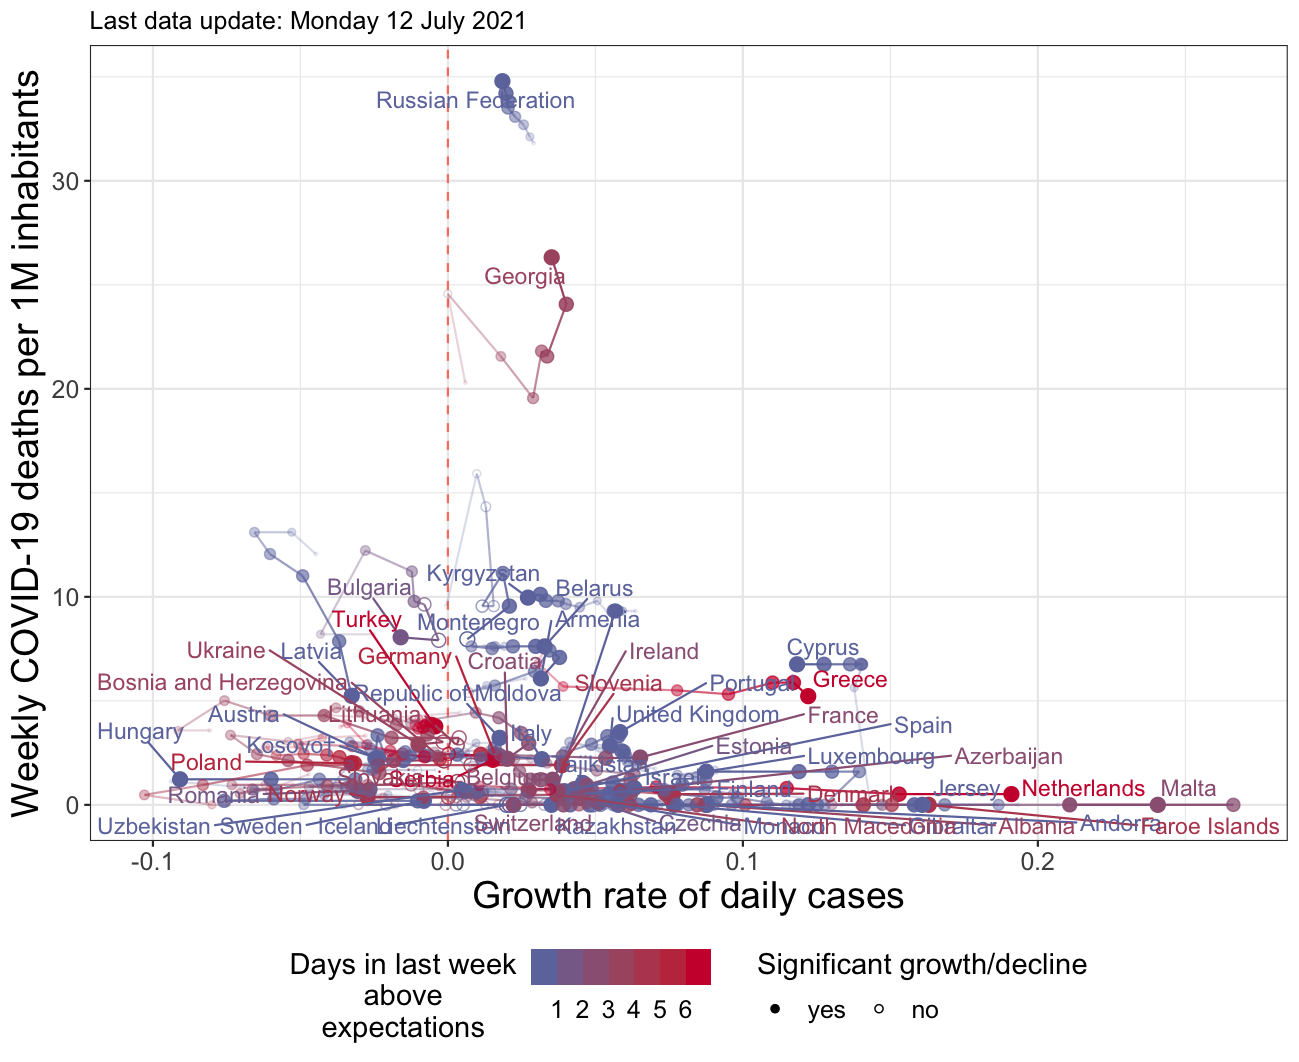 Last data update: Monday 12 July 2021
Weekly COVID-19 deaths per 1M inhabitants
30
20
10
0
Russian Federation
Georgia
Kyrgyzstan
Bulgaria
Belarus
Turkey
Montenegro
Armenia
Ukraine
Latvia
Germany
Croatia
Ireland
Cyprus
Bosnia and Herzegovina
Republic of Moldova
Slovenia
Portugal
Greece
Austria
Lithuania
United Kingdom
France
Hungary
Kosovo+
Italy
Spain
Estonia
Poland
Tajikistan
Luxembourg
Azerbaijan
Slovakia
Serbia
Belgium
Israel
Romania
Norway
Finland
Denmark
Jersey
Netherlands
Malta
Uzbekistan
Sweden
Iceland
Liechtenstein
Switzerland
Kazakhstan
Czechia
Monaco
North Macedonia
Gibraltar
Albania
Andorra
Faroe Islands
-0.1
0.0
0.1
0.2
Growth rate of daily cases
Days in last week
above
expectations
1 2 3 4 5 6
Significant growth/decline
yes
no